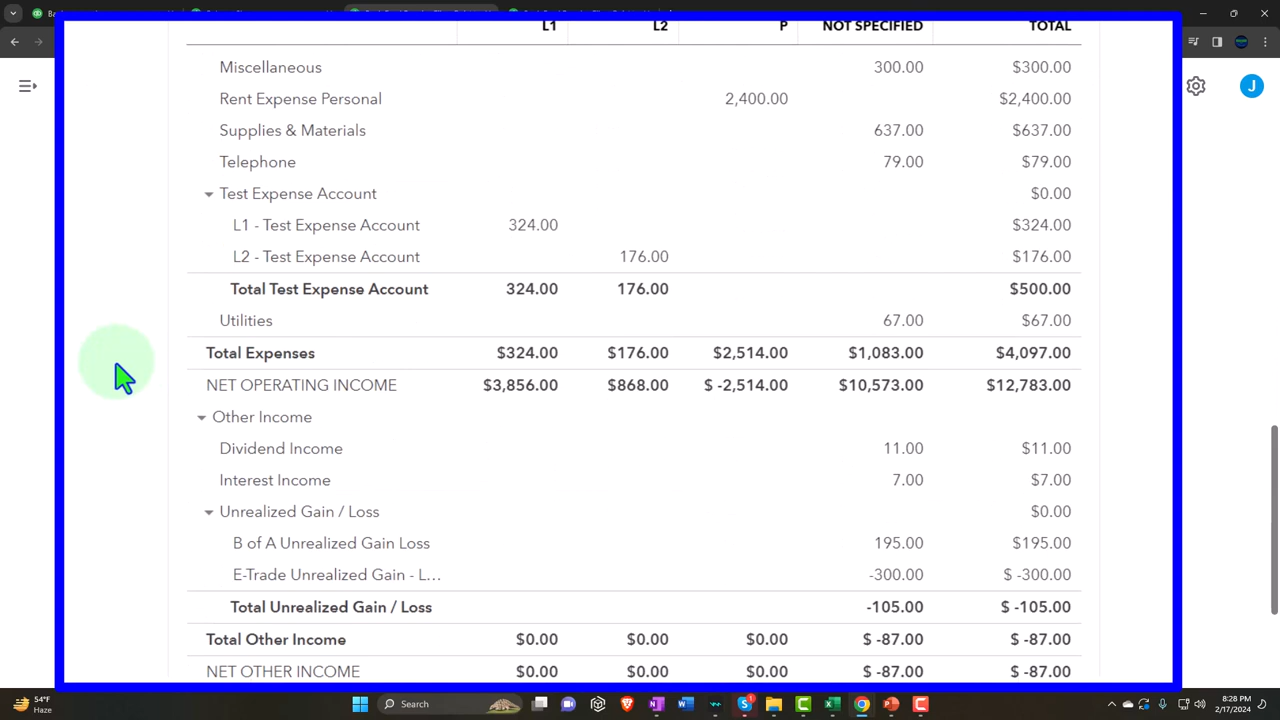 L1 L2 P NOT SPECIFIED TOTAL
Miscellaneous 300.00 $300.00
Rent Expense Personal 2,400.00 $2,400.00
Supplies & Materials 637.00 $637.00
Telephone 79.00 $79.00
Test Expense Account $0.00
L1 - Test Expense Account 324.00 $324.00
L2 - Test Expense Account 176.00 $176.00
Total Test Expense Account 324.00 176.00 $500.00
Utilities 67.00 $67.00
Total Expenses $324.00 $176.00 $2,514.00 $1,083.00 $4,097.00
NET OPERATING INCOME $3,856.00 $868.00 $ -2,514.00 $10,573.00 $12,783.00
Other Income
Dividend Income 11.00 $11.00
Interest Income 7.00 $7.00
Unrealized Gain / Loss $0.00
B of A Unrealized Gain Loss 195.00 $195.00
E-Trade Unrealized Gain - L... -300.00 $ -300.00
Total Unrealized Gain / Loss -105.00 $ -105.00
Total Other Income $0.00 $0.00 $0.00 $ -87.00 $ -87.00
NET OTHER INCOME $0.00 $0.00 $0.00 $ -87.00 $ -87.00
J
54°F
Haze
Search
8:28 PM
2/17/2024